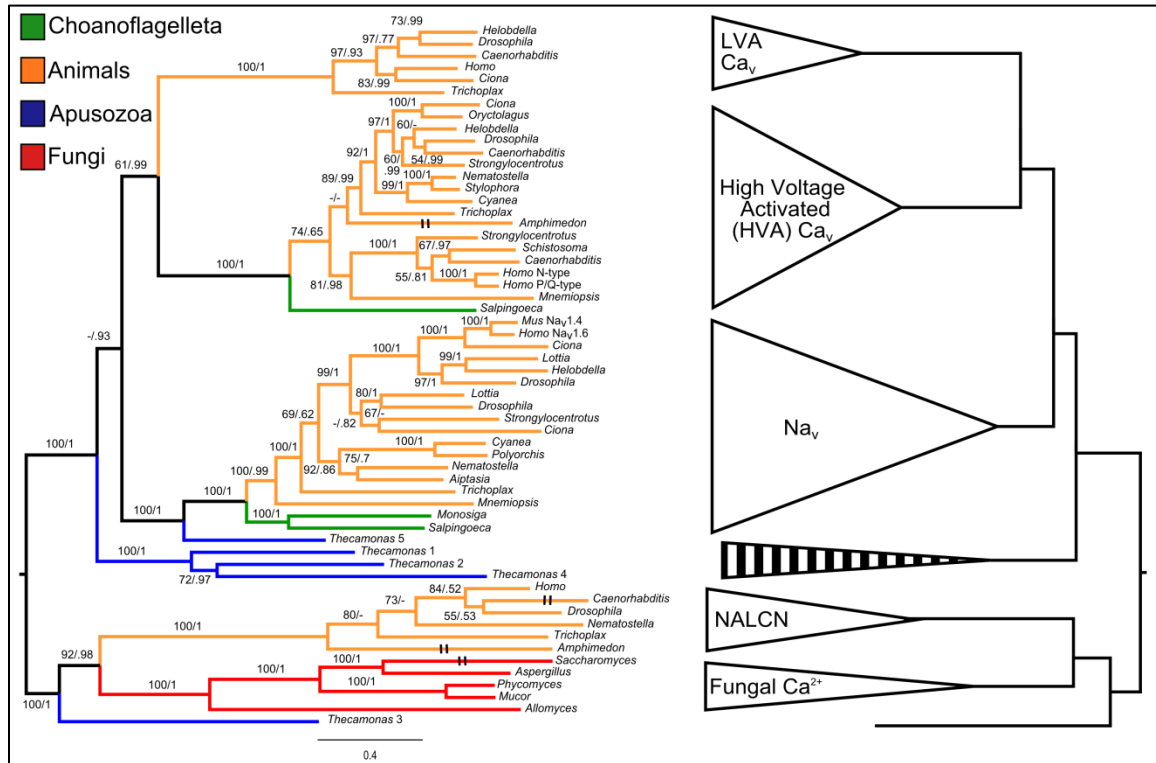 Choanoflagelleta
Animals
Apusozoa
Fungi
73/.99
Helobdella
97/.77
Drosophila
97/.93
Caenorhabditis
100/1
Homo
83/.99
Ciona
Trichoplax
100/1
Ciona
Oryctolagus
97/1
60/-
Helobdella
Drosophila
60/
.99
54/.99
Caenorhabditis
92/1
Strongylocentrotus
61/.99
89/.99
99/1
100/1
Nematostella
Stylophora
Cyanea
-/-
Trichoplax
Amphimedon
74/.65
Strongylocentrotus
100/1
67/.97
Schistosoma
Caenorhabditis
100/1
55/.81
100/1
Homo N-type
Homo P/Q-type
81/.98
Mnemiopsis
Salpingoeca
-/.93
100/1
Mus Nav1.4
Homo Nav1.6
100/1
Ciona
100/1
99/1
Lottia
Helobdella
97/1
Drosophila
99/1
80/1
Lottia
Drosophila
67/-
Strongylocentrotus
-/.82
Ciona
69/.62
100/1
Cyanea
Polyorchis
75/.7
92/.86
Nematostella
Aiptasia
100/1
Trichoplax
100/.99
Mnemiopsis
100/1
100/1
Monosiga
Salpingoeca
100/1
Thecamonas 5
100/1
Thecamonas 1
Thecamonas 2
72/.97
Thecamonas 4
84/.52
Homo
Caenorhabditis
73/-
55/.53
Drosophila
80/-
Nematostella
100/1
Trichoplax
Amphimedon
92/.98
100/1
Saccharomyces
Aspergillus
100/1
100/1
100/1
Phycomyces
Mucor
Allomyces
100/1
Thecamonas 3
0.4
LVA
Cav
High Voltage
Activated
(HVA) Cav
Nav
NALCN
Fungal Ca2+